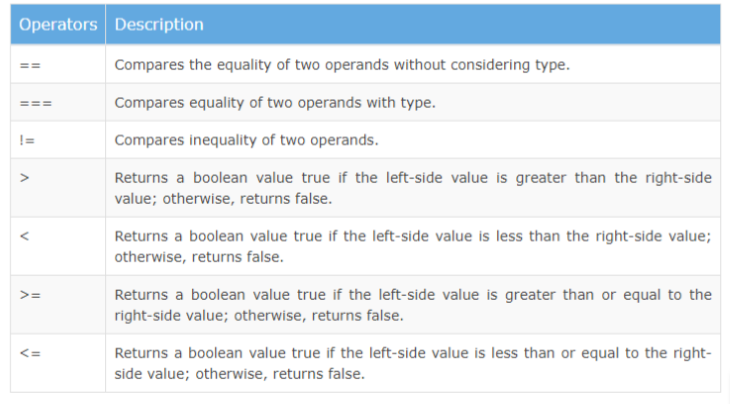 Operators Description
== Compares the equality of two operands without considering type.
=== Compares equality of two operands with type.
!= Compares inequality of two operands.
> Returns a boolean value true if the left-side value is greater than the right-side
value; otherwise, returns false.
< Returns a boolean value true if the left-side value is less than the right-side value;
otherwise, returns false.
>= Returns a boolean value true if the left-side value is greater than or equal to the
right-side value; otherwise, returns false.
<= Returns a boolean value true if the left-side value is less than or equal to the right-
side value; otherwise, returns false.